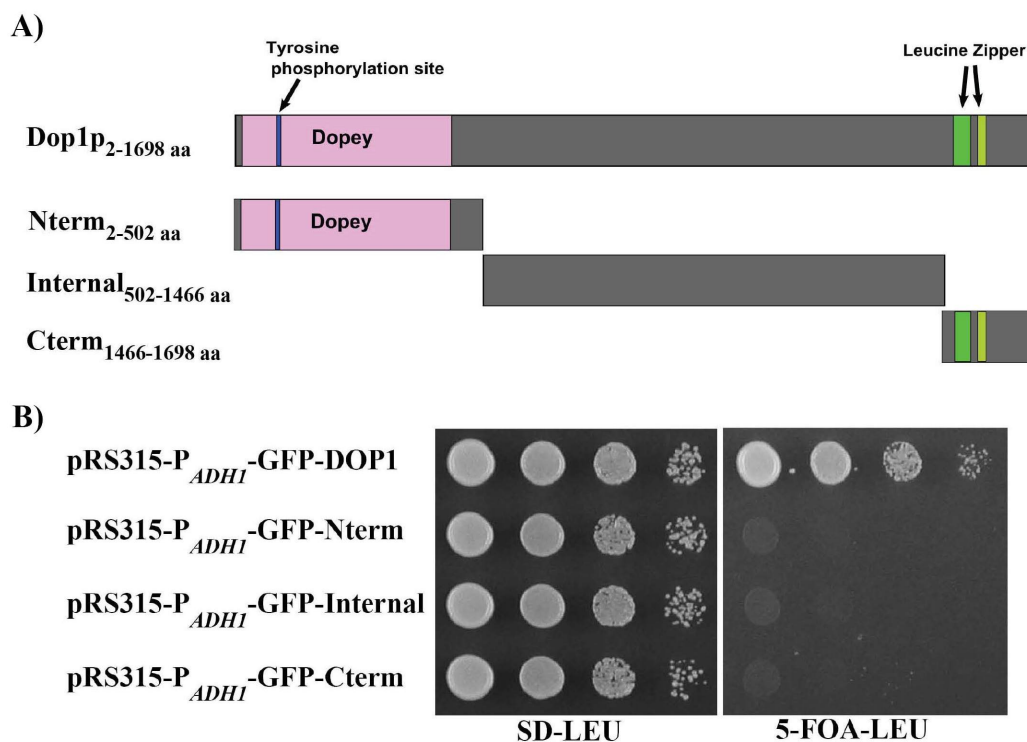 A)
Tyrosine
phosphorylation site
Leucine Zipper
Dop1p2-1698 aa
Dopey
Nterm2-502 aa
Dopey
Internal502-1466 aa
Cterm1466-1698 aa
B)
pRS315-PADH1-GFP-DOP1
pRS315-PADH1-GFP-Nterm
pRS315-PADH1-GFP-Internal
pRS315-PADH1-GFP-Cterm
SD-LEU
5-FOA-LEU